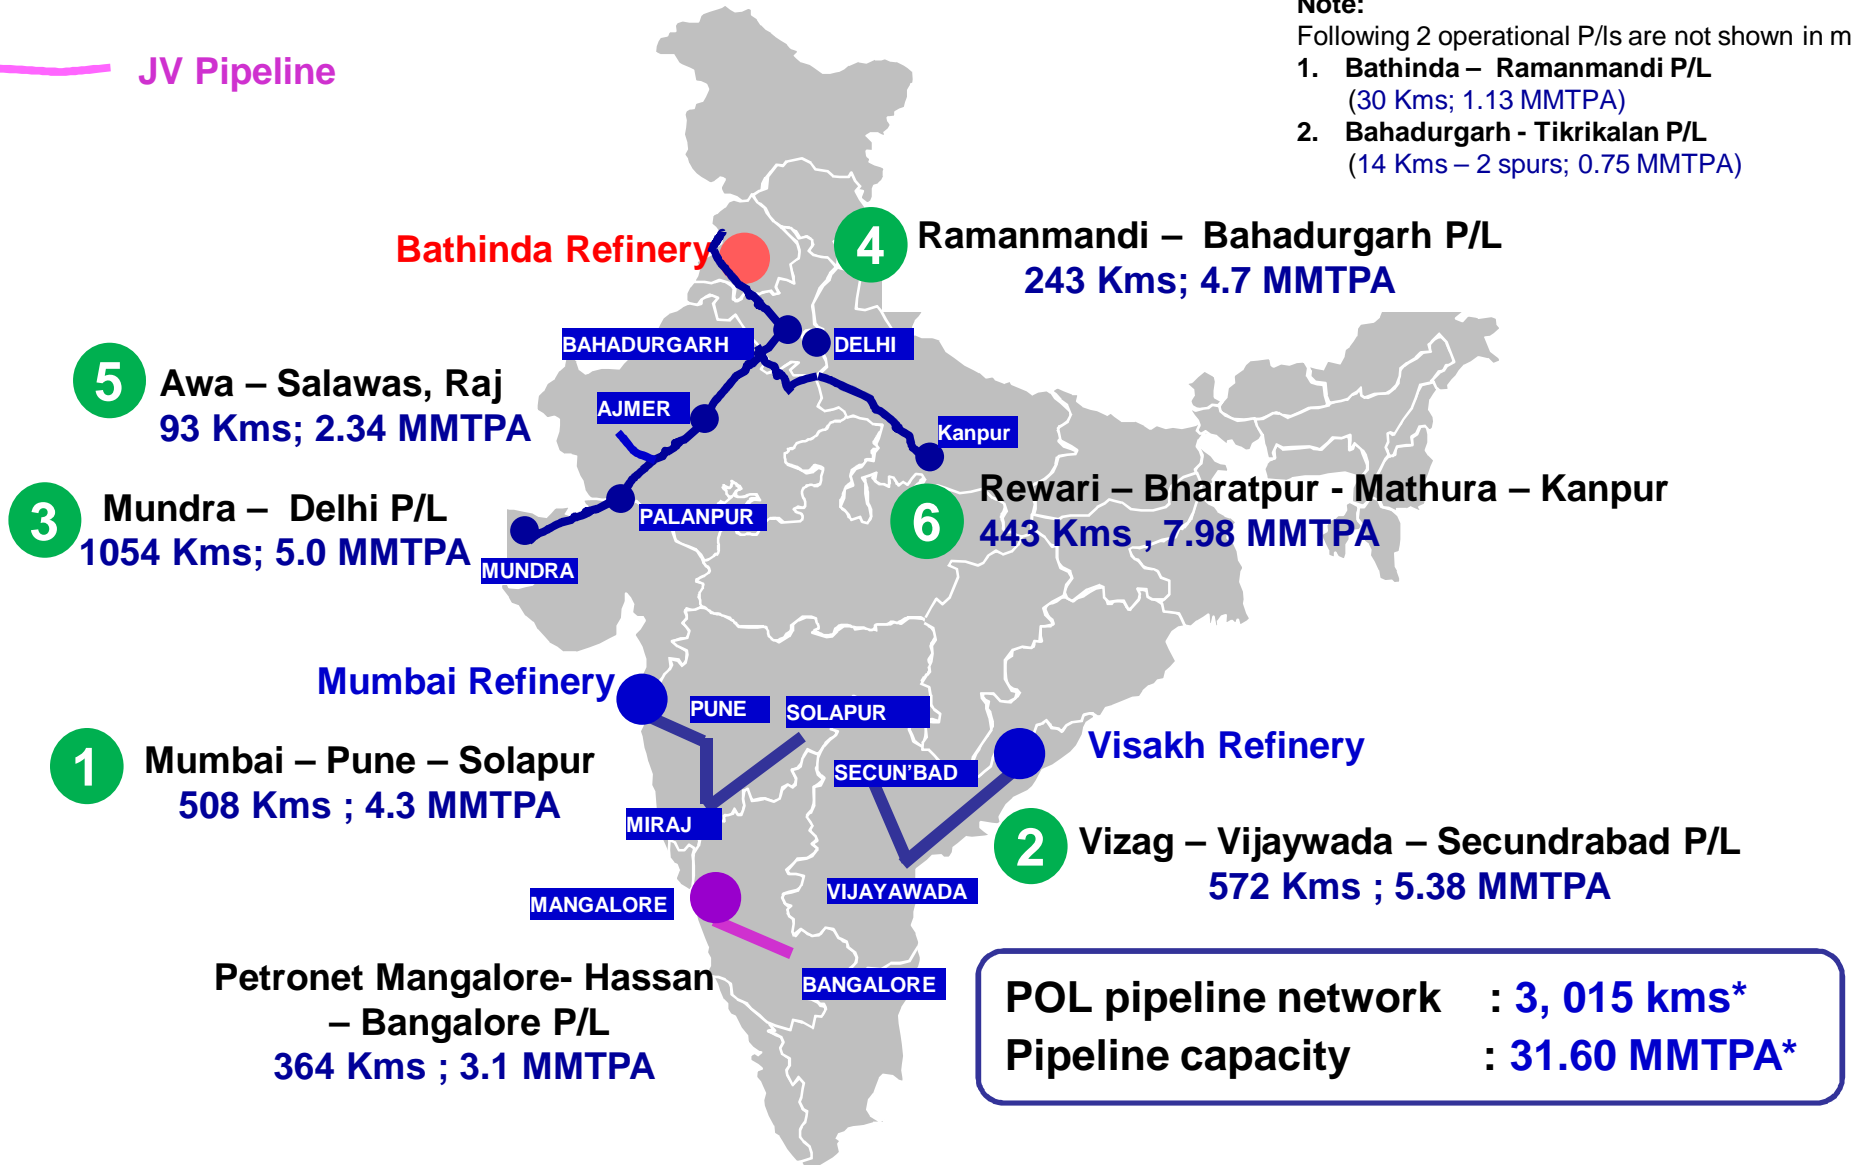 Note:
Following 2 operational P/ls are not shown in m
1. Bathinda – Ramanmandi P/L
(30 Kms; 1.13 MMTPA)
2. Bahadurgarh - Tikrikalan P/L
(14 Kms – 2 spurs; 0.75 MMTPA)
JV Pipeline
Bathinda Refinery
4
Ramanmandi – Bahadurgarh P/L
243 Kms; 4.7 MMTPA
BAHADURGARH
DELHI
5
Awa – Salawas, Raj
93 Kms; 2.34 MMTPA
AJMER
Kanpur
3
Mundra – Delhi P/L
1054 Kms; 5.0 MMTPA
PALANPUR
MUNDRA
6
Rewari – Bharatpur - Mathura – Kanpur
443 Kms , 7.98 MMTPA
Mumbai Refinery
PUNE
SOLAPUR
1
Mumbai – Pune – Solapur
508 Kms ; 4.3 MMTPA
MIRAJ
SECUN'BAD
Visakh Refinery
2
Vizag – Vijaywada – Secundrabad P/L
572 Kms ; 5.38 MMTPA
VIJAYAWADA
MANGALORE
BANGALORE
Petronet Mangalore- Hassan
– Bangalore P/L
364 Kms ; 3.1 MMTPA
POL pipeline network : 3, 015 kms*
Pipeline capacity : 31.60 MMTPA*